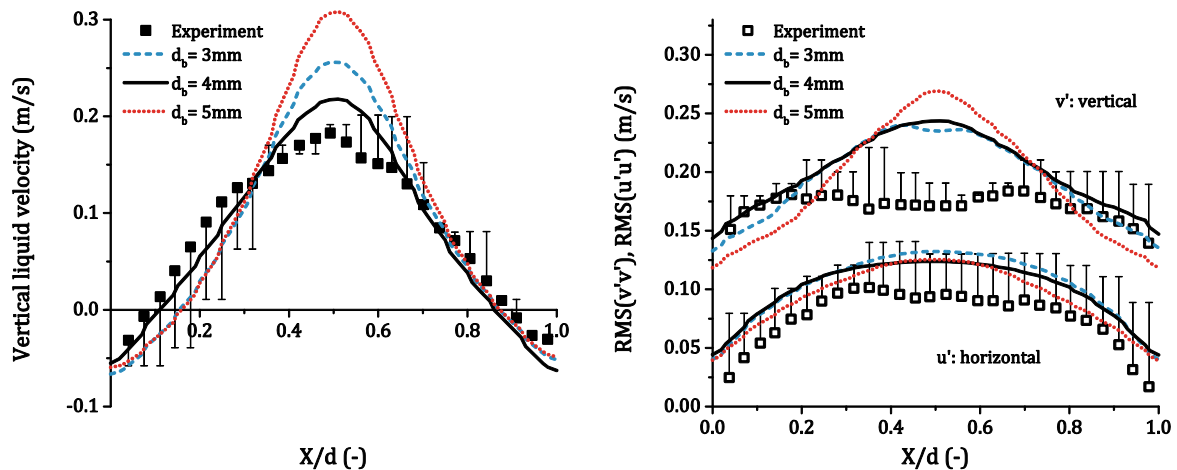 Vertical liquid velocity (m/s)
0.3
0.2
0.1
0.0
-0.1
0.2
0.4
0.6
0.8
1.0
X/d (-)
Experiment
d_b= 3mm
d_b= 4mm
d_b= 5mm
RMS(v'v'), RMS(u'u') (m/s)
0.30
0.25
0.20
0.15
0.10
0.05
0.00
0.0
0.2
0.4
0.6
0.8
1.0
X/d (-)
Experiment
d_b= 3mm
d_b= 4mm
d_b= 5mm
v': vertical
u': horizontal